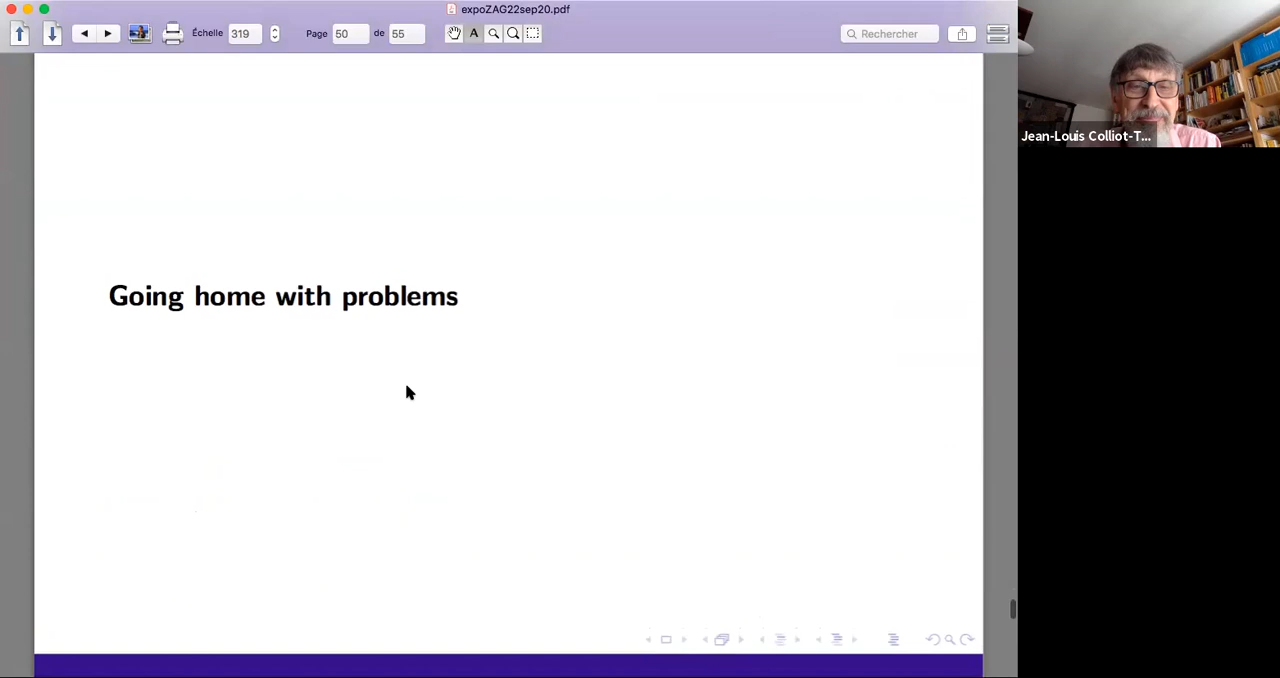 expoZAG22sep20.pdf
Échelle 319 Page 50 de 55 Rechercher
Jean-Louis Colliot-T...
Going home with problems